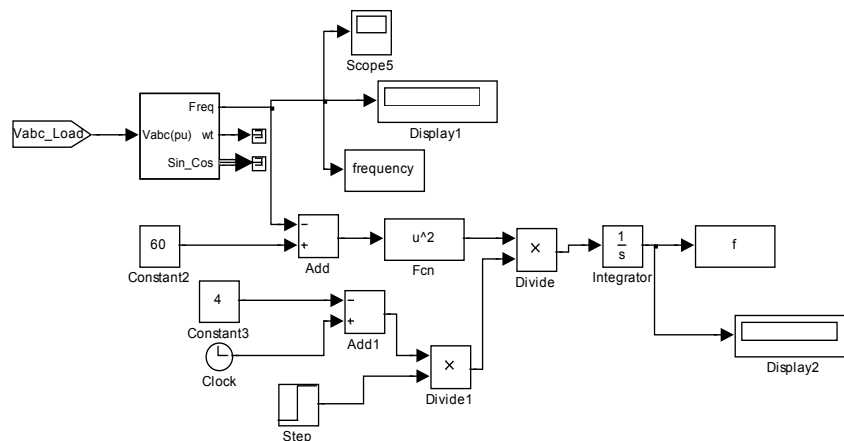 Scope5
Freq
Vabc_Load
Vabc(pu)
wt
Sin_Cos
Display1
frequency
−
+
60
Constant2
Add
u^2
Fcn
×
Divide
1
s
Integrator
f
4
Constant3
−
+
Add1
Clock
×
Divide1
Display2
Step